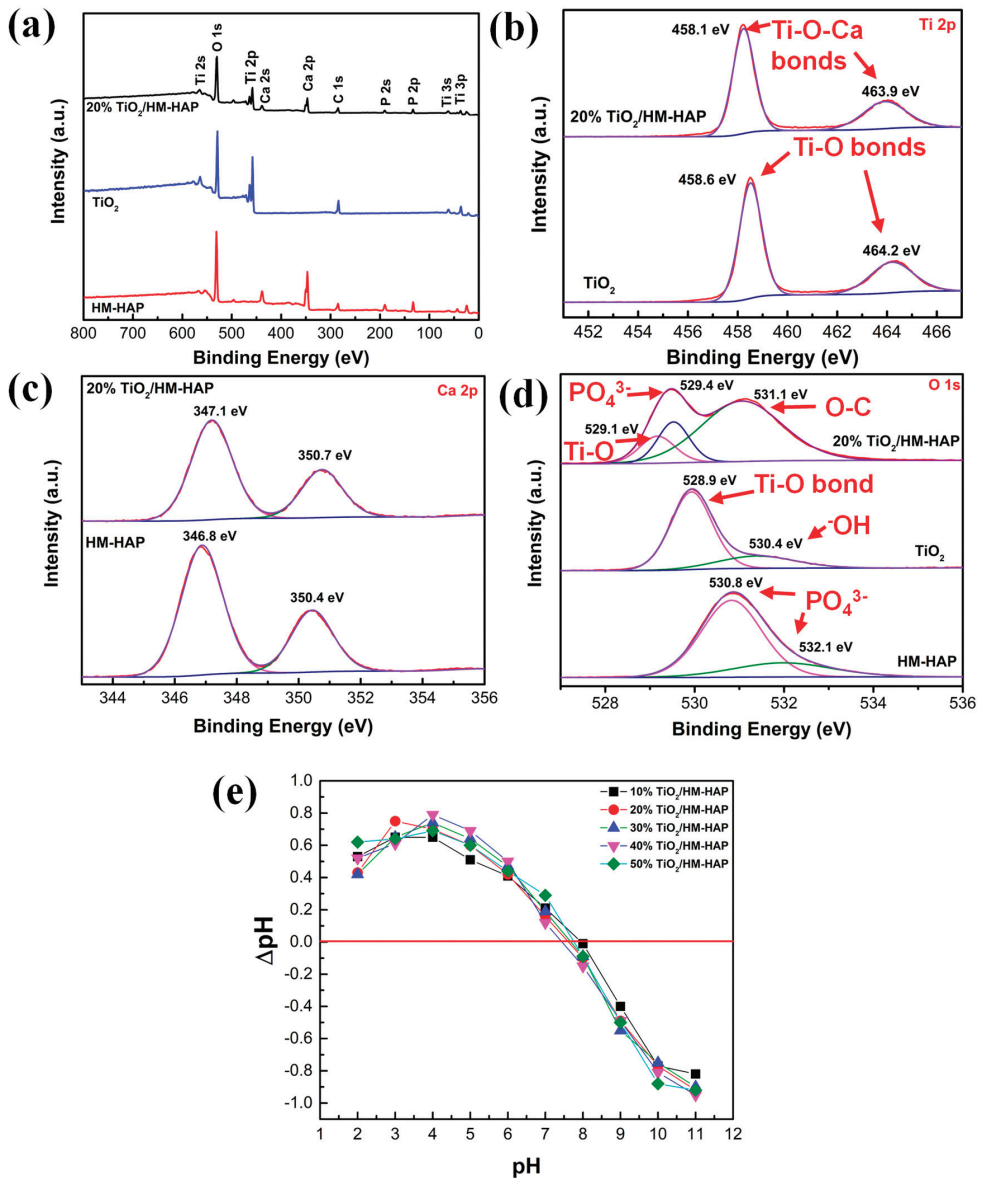 (a)
Ti 2s
O 1s
Ti 2p
Ca 2s
Ca 2p
C 1s
P 2s
P 2p
Ti 3s
Ti 3p
20% TiO₂/HM-HAP
TiO₂
HM-HAP
Intensity (a.u.)
800 700 600 500 400 300 200 100 0
Binding Energy (eV)
(b)
Ti 2p
458.1 eV
Ti-O-Ca
bonds
463.9 eV
20% TiO₂/HM-HAP
Ti-O bonds
458.6 eV
464.2 eV
TiO₂
Intensity (a.u.)
452 454 456 458 460 462 464 466
Binding Energy (eV)
(c)
20% TiO₂/HM-HAP
Ca 2p
347.1 eV
350.7 eV
HM-HAP
346.8 eV
350.4 eV
Intensity (a.u.)
344 346 348 350 352 354 356
Binding Energy (eV)
(d)
O 1s
PO₄³⁻
529.4 eV
531.1 eV
O-C
529.1 eV
Ti-O
20% TiO₂/HM-HAP
528.9 eV
Ti-O bond
⁻OH
530.4 eV
TiO₂
530.8 eV
PO₄³⁻
532.1 eV
HM-HAP
Intensity (a.u.)
528 530 532 534 536
Binding Energy (eV)
(e)
1.0
0.8
0.6
0.4
0.2
0.0
-0.2
-0.4
-0.6
-0.8
-1.0
ΔpH
10% TiO₂/HM-HAP
20% TiO₂/HM-HAP
30% TiO₂/HM-HAP
40% TiO₂/HM-HAP
50% TiO₂/HM-HAP
1 2 3 4 5 6 7 8 9 10 11 12
pH